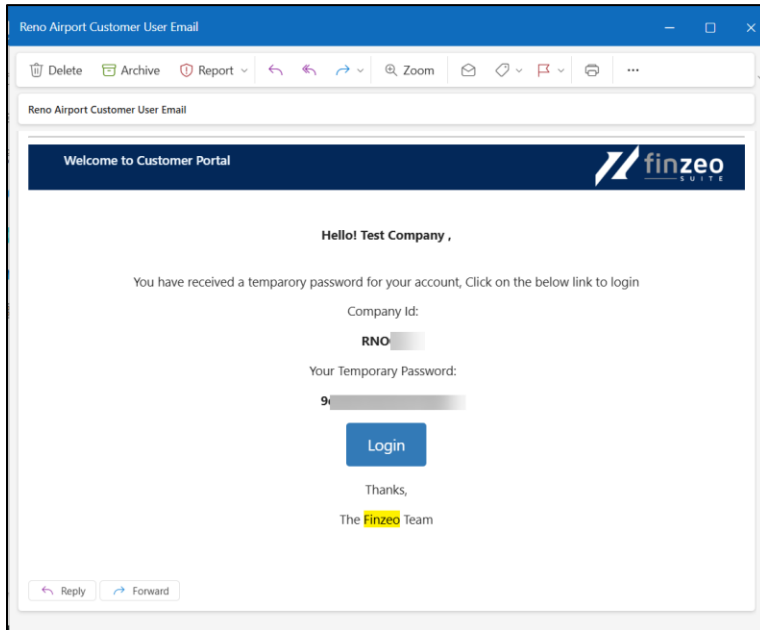 Reno Airport Customer User Email
Delete Archive Report Zoom
Reno Airport Customer User Email
Welcome to Customer Portal
finzeo
SUITE
Hello! Test Company ,
You have received a temparory password for your account, Click on the below link to login
Company Id:
RNO
Your Temporary Password:
Login
Thanks,
The Finzeo Team
Reply Forward